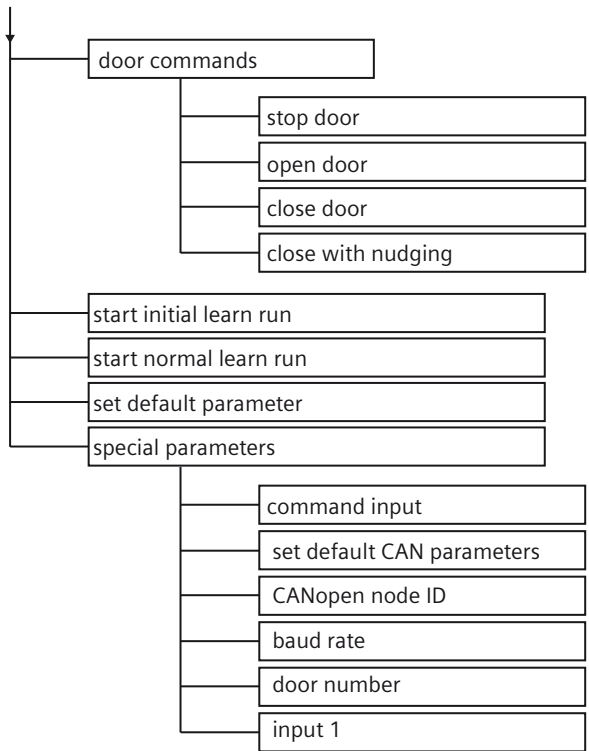 door commands
stop door
open door
close door
close with nudging
start initial learn run
start normal learn run
set default parameter
special parameters
command input
set default CAN parameters
CANopen node ID
baud rate
door number
input 1